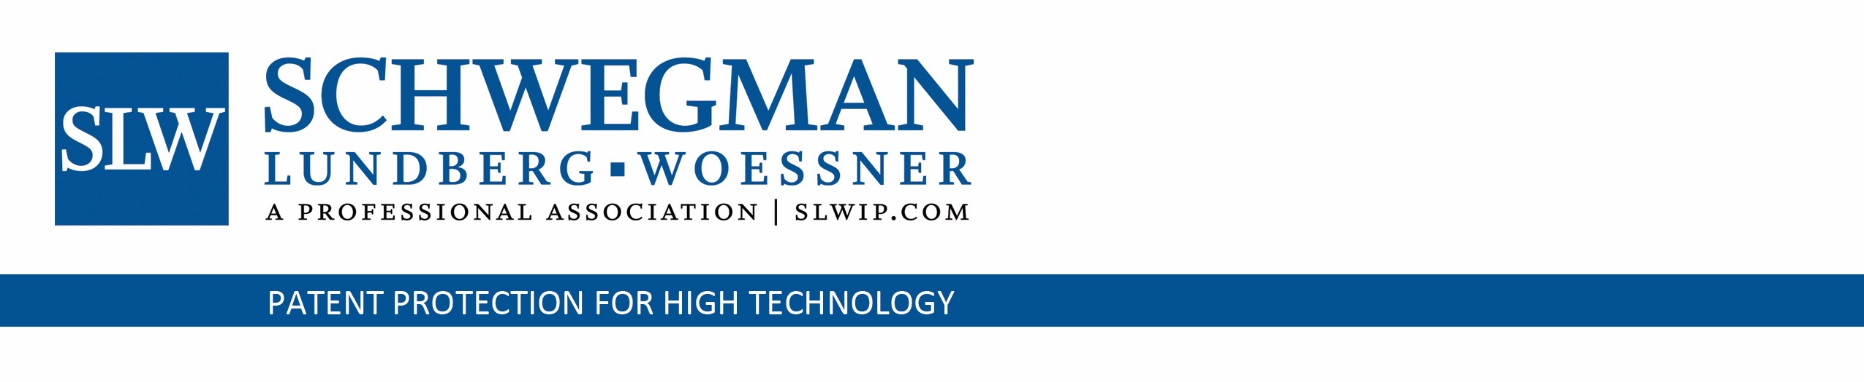 SLW
SCHWEGMAN
LUNDBERG ▪ WOESSNER
A PROFESSIONAL ASSOCIATION | SLWIP.COM
PATENT PROTECTION FOR HIGH TECHNOLOGY